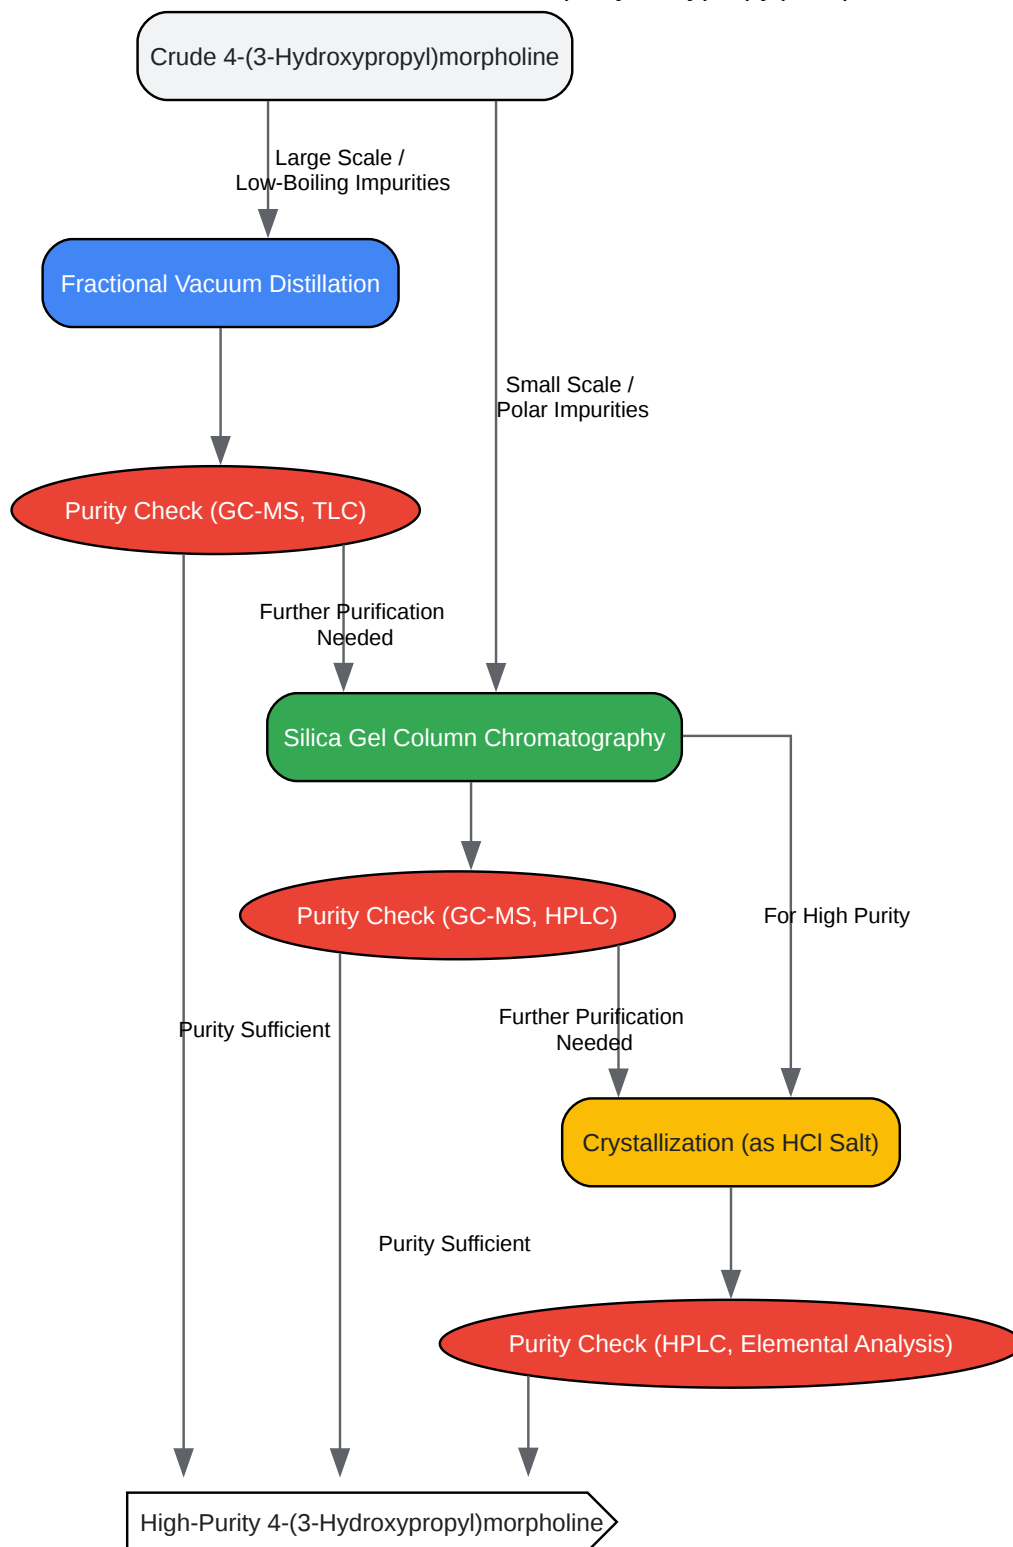 Crude 4-(3-Hydroxypropyl)morpholine
Large Scale /
Low-Boiling Impurities
Fractional Vacuum Distillation
Small Scale /
Polar Impurities
Purity Check (GC-MS, TLC)
Further Purification
Needed
Silica Gel Column Chromatography
Purity Check (GC-MS, HPLC)
For High Purity
Purity Sufficient
Further Purification
Needed
Crystallization (as HCl Salt)
Purity Sufficient
Purity Check (HPLC, Elemental Analysis)
High-Purity 4-(3-Hydroxypropyl)morpholine